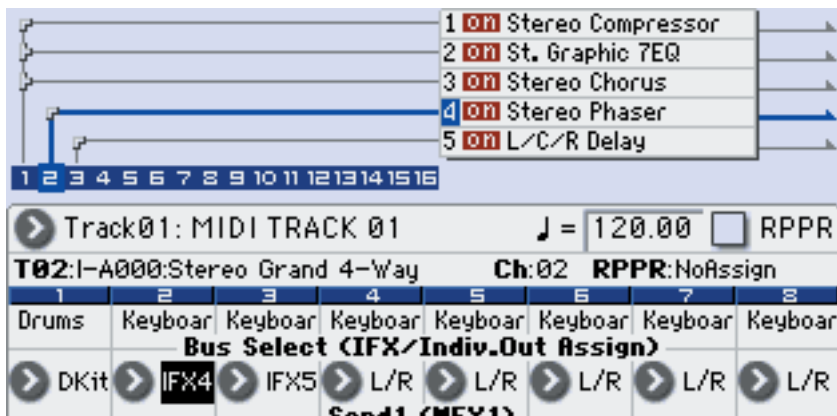 1 on Stereo Compressor
2 on St. Graphic 7EQ
3 on Stereo Chorus
4 on Stereo Phaser
5 on L/C/R Delay
1 2 3 4 5 6 7 8 9 10 11 12 13 14 15 16
Track01: MIDI TRACK 01 ♩ = 120.00 RPPR
T02:I-A000:Stereo Grand 4-Way Ch:02 RPPR:NoAssign
1 2 3 4 5 6 7 8
Drums Keyboar Keyboar Keyboar Keyboar Keyboar Keyboar Keyboar
Bus Select (IFX/Indiv.Out Assign)
DKit IFX4 IFX5 L/R L/R L/R L/R L/R
Send1 (MFX1)